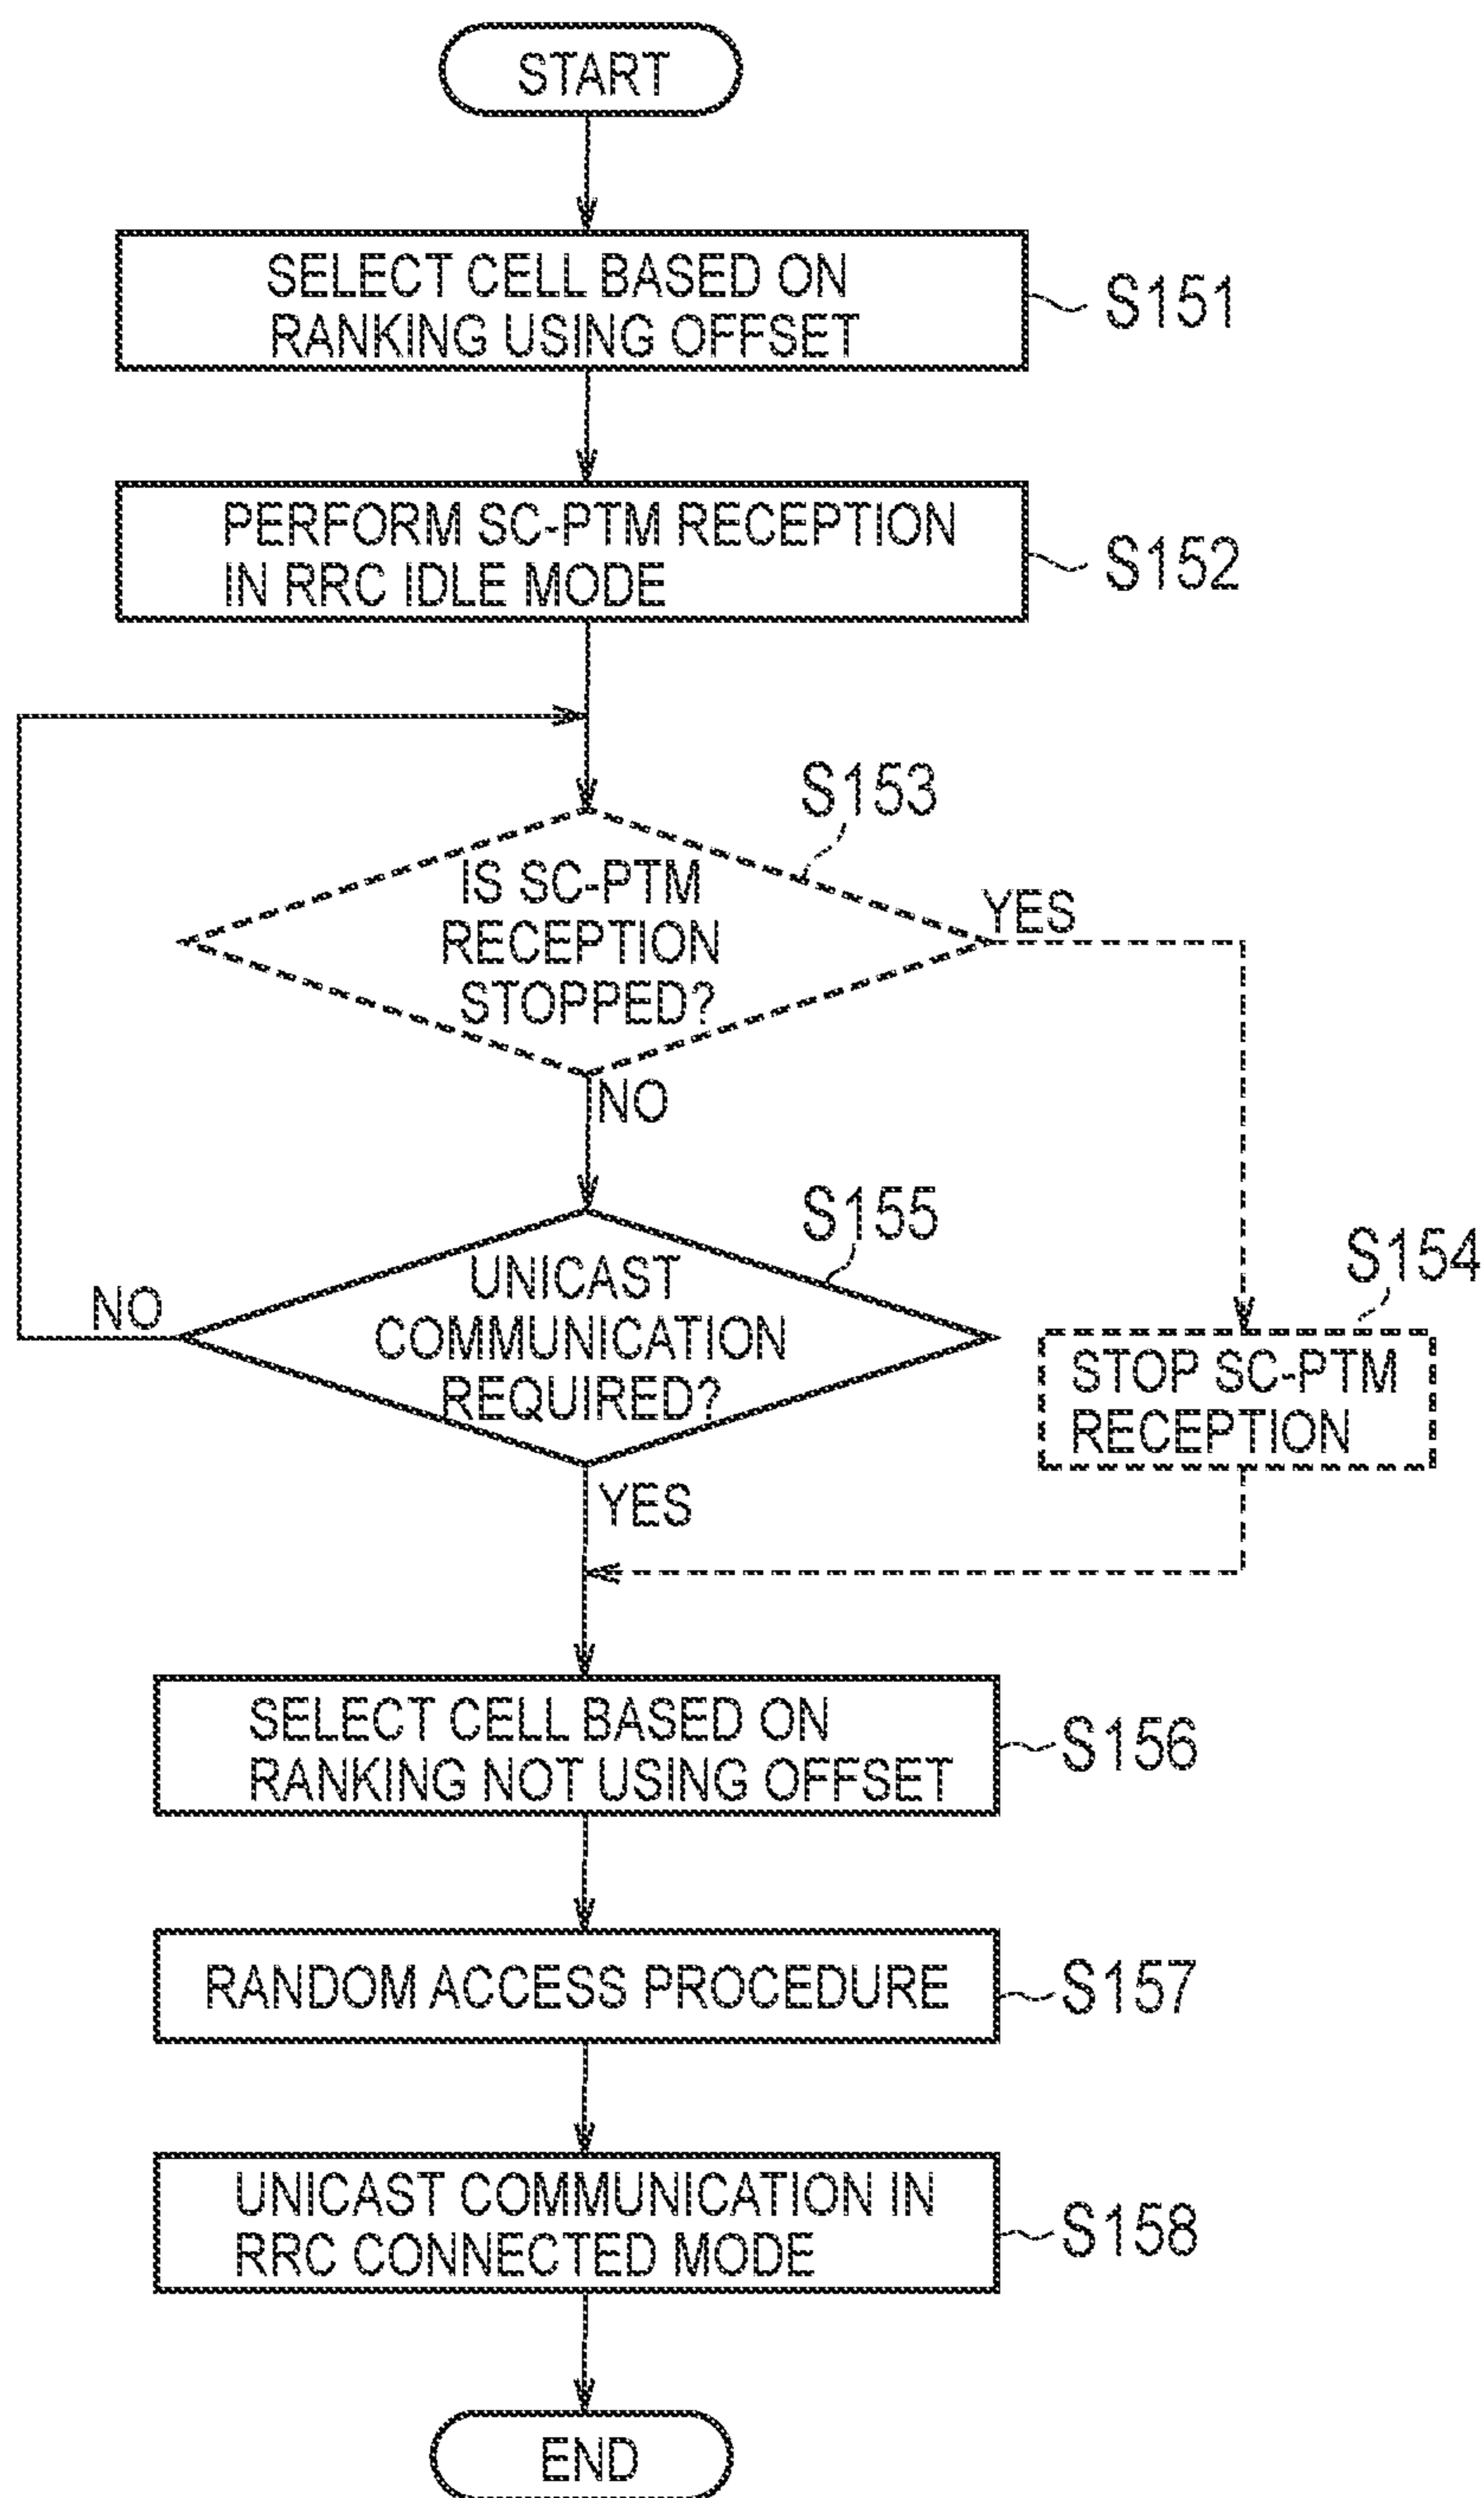 START
SELECT CELL BASED ON
RANKING USING OFFSET
S151
PERFORM SC-PTM RECEPTION
IN RRC IDLE MODE
S152
S153
IS SC-PTM
RECEPTION
STOPPED?
YES
NO
S155
UNICAST
COMMUNICATION
REQUIRED?
NO
YES
S154
STOP SC-PTM
RECEPTION
SELECT CELL BASED ON
RANKING NOT USING OFFSET
S156
RANDOM ACCESS PROCEDURE
S157
UNICAST COMMUNICATION IN
RRC CONNECTED MODE
S158
END